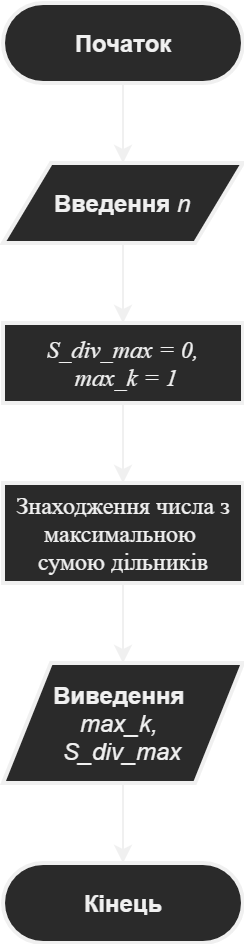 Початок
Введення n
S_div_max = 0,
max_k = 1
Знаходження числа з
максимальною
сумою дільників
Виведення
max_k,
S_div_max
Кінець